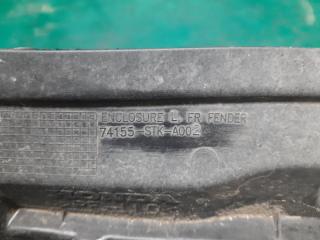 ENCLOSURE L, FR FENDER
74155-STK-A002